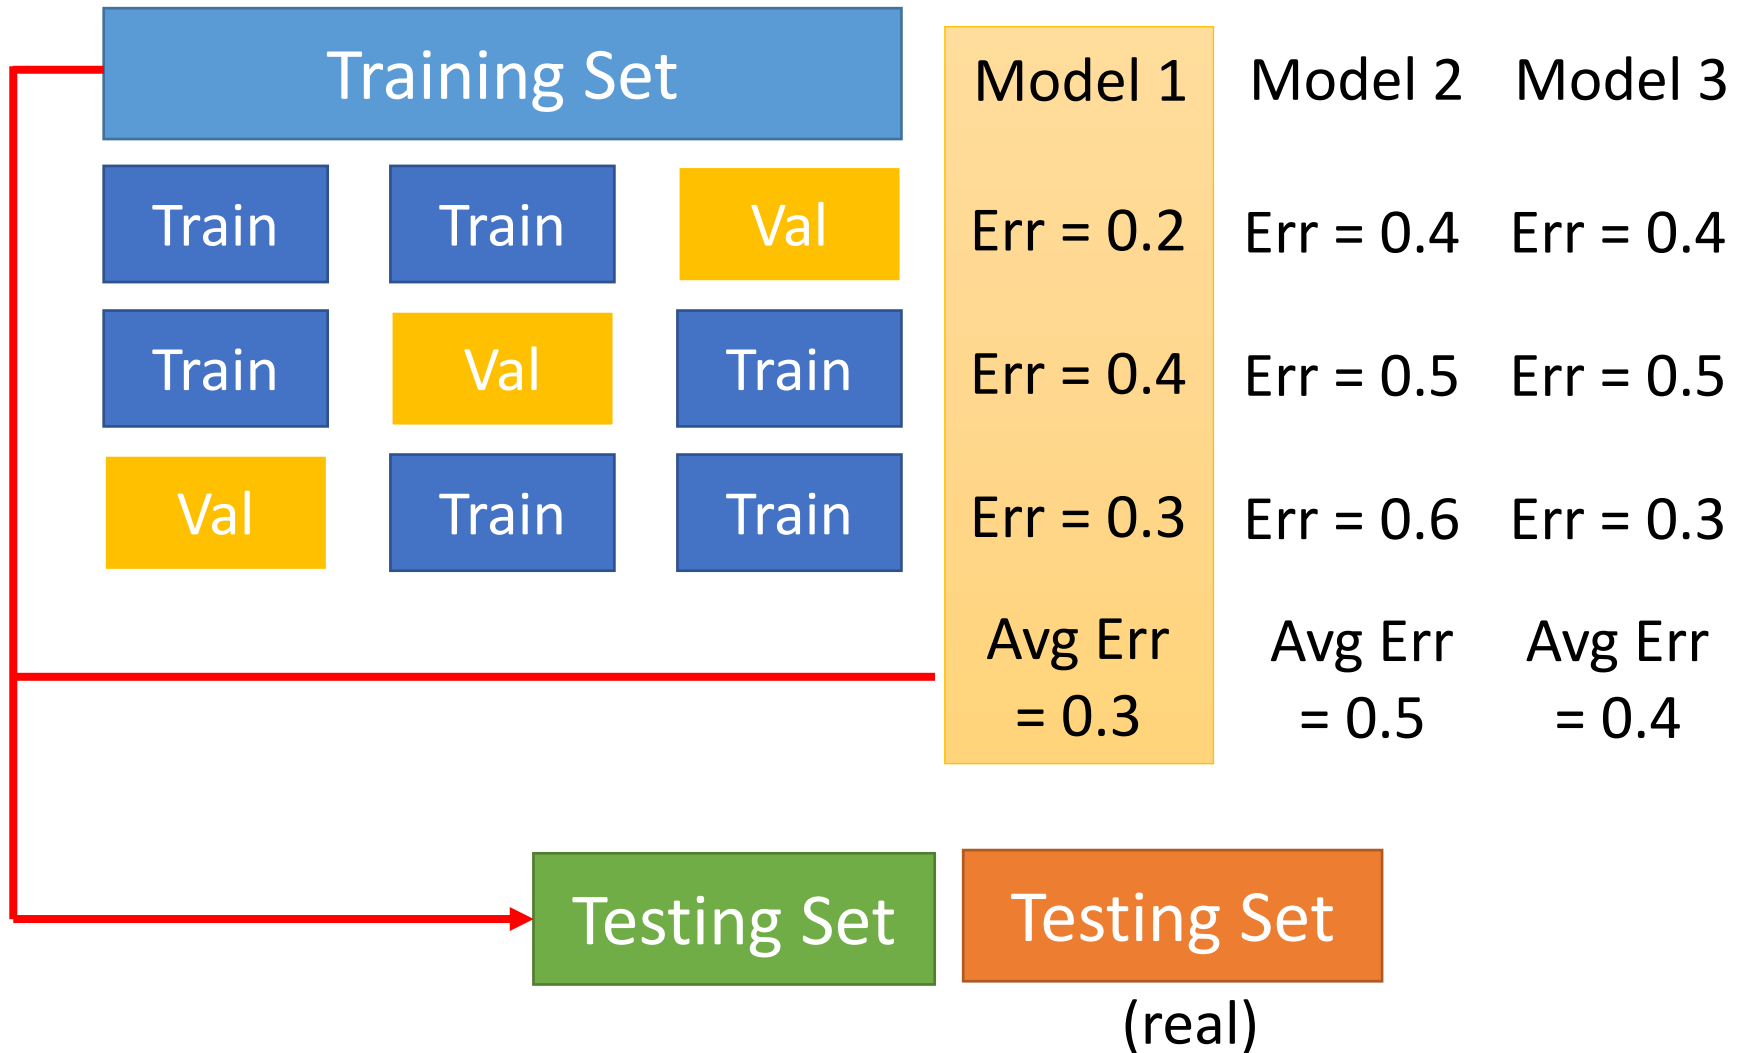 Training Set
Model 1 Model 2 Model 3
Train Train Val Err = 0.2 Err = 0.4 Err = 0.4
Train Val Train Err = 0.4 Err = 0.5 Err = 0.5
Val Train Train Err = 0.3 Err = 0.6 Err = 0.3
Avg Err Avg Err Avg Err
= 0.3 = 0.5 = 0.4
Testing Set Testing Set
(real)